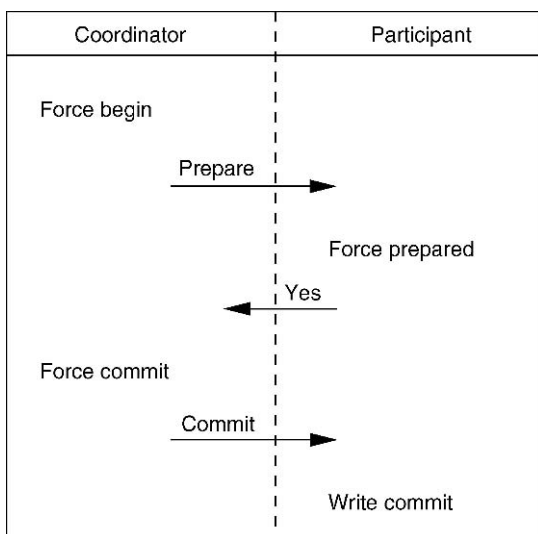 Coordinator
Participant
Force begin
Prepare
Force prepared
Yes
Force commit
Commit
Write commit